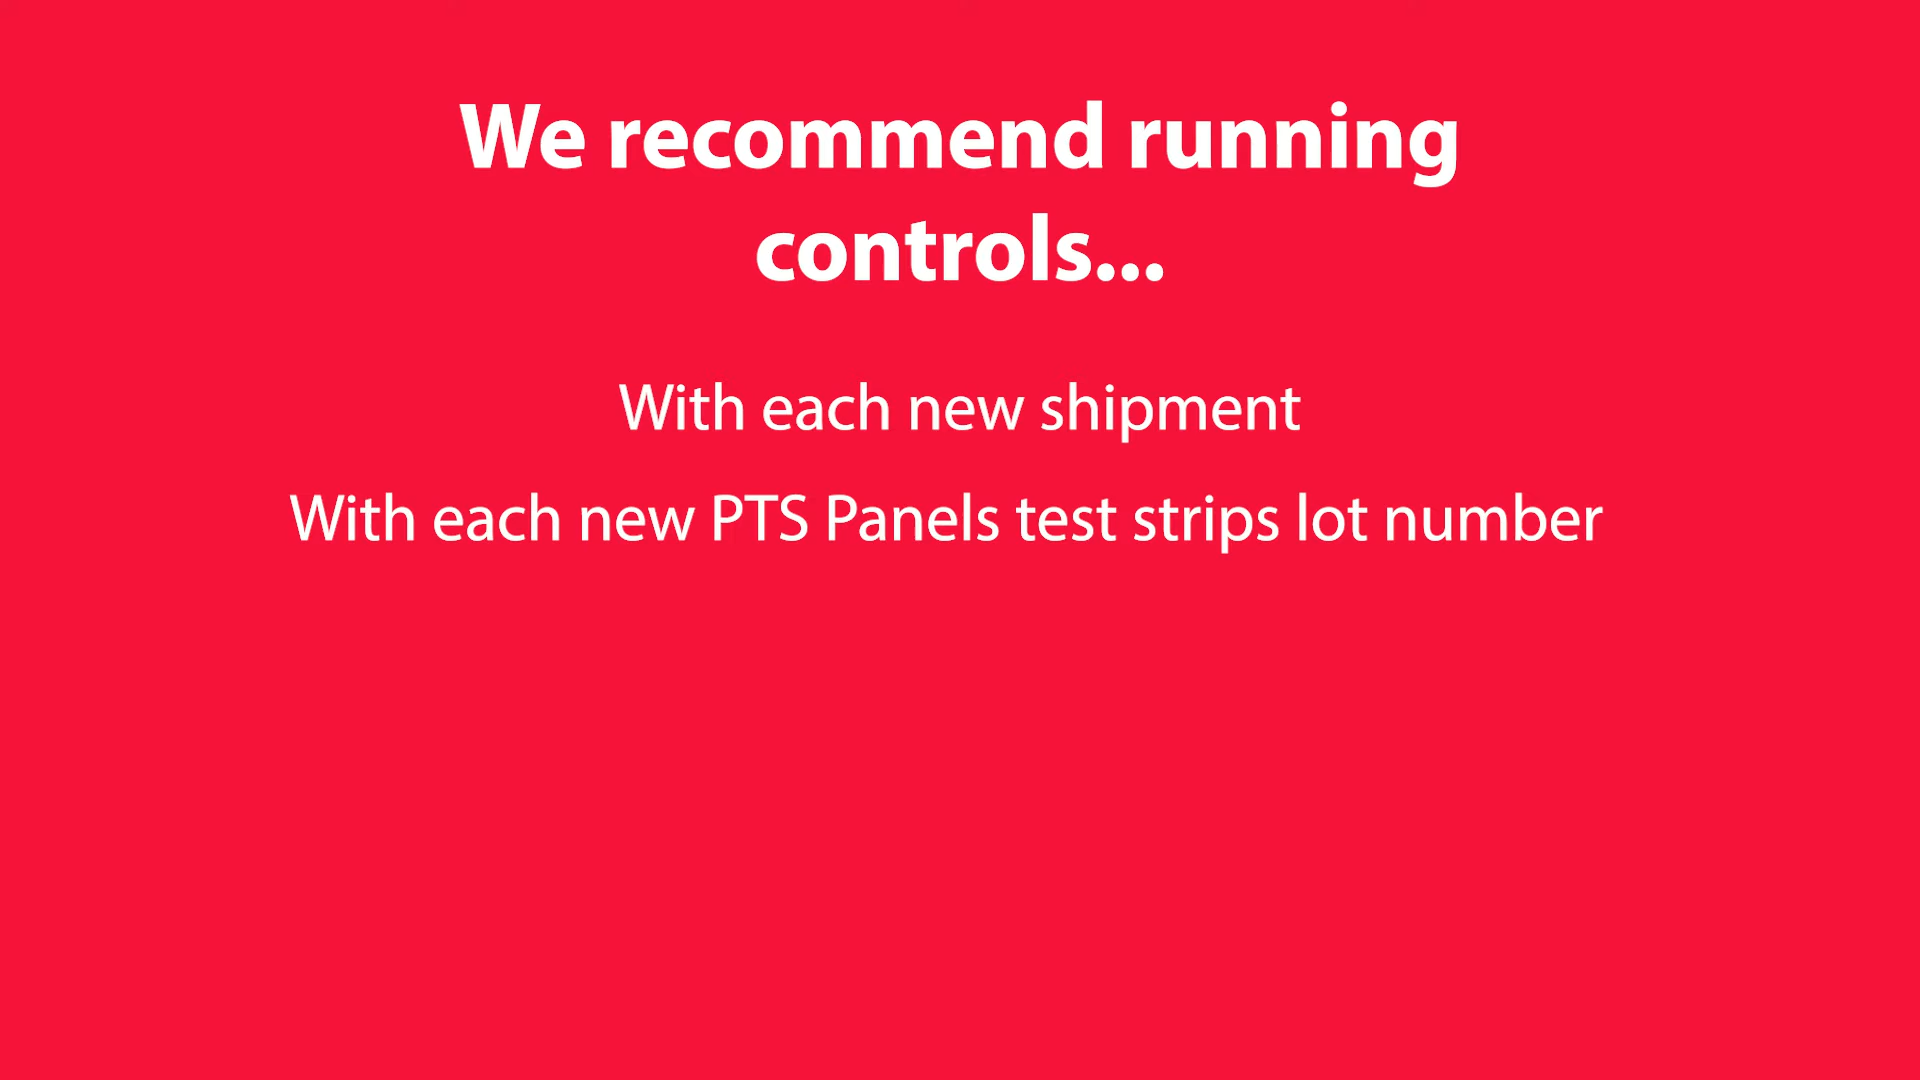 We recommend running
controls...
With each new shipment
With each new PTS Panels test strips lot number